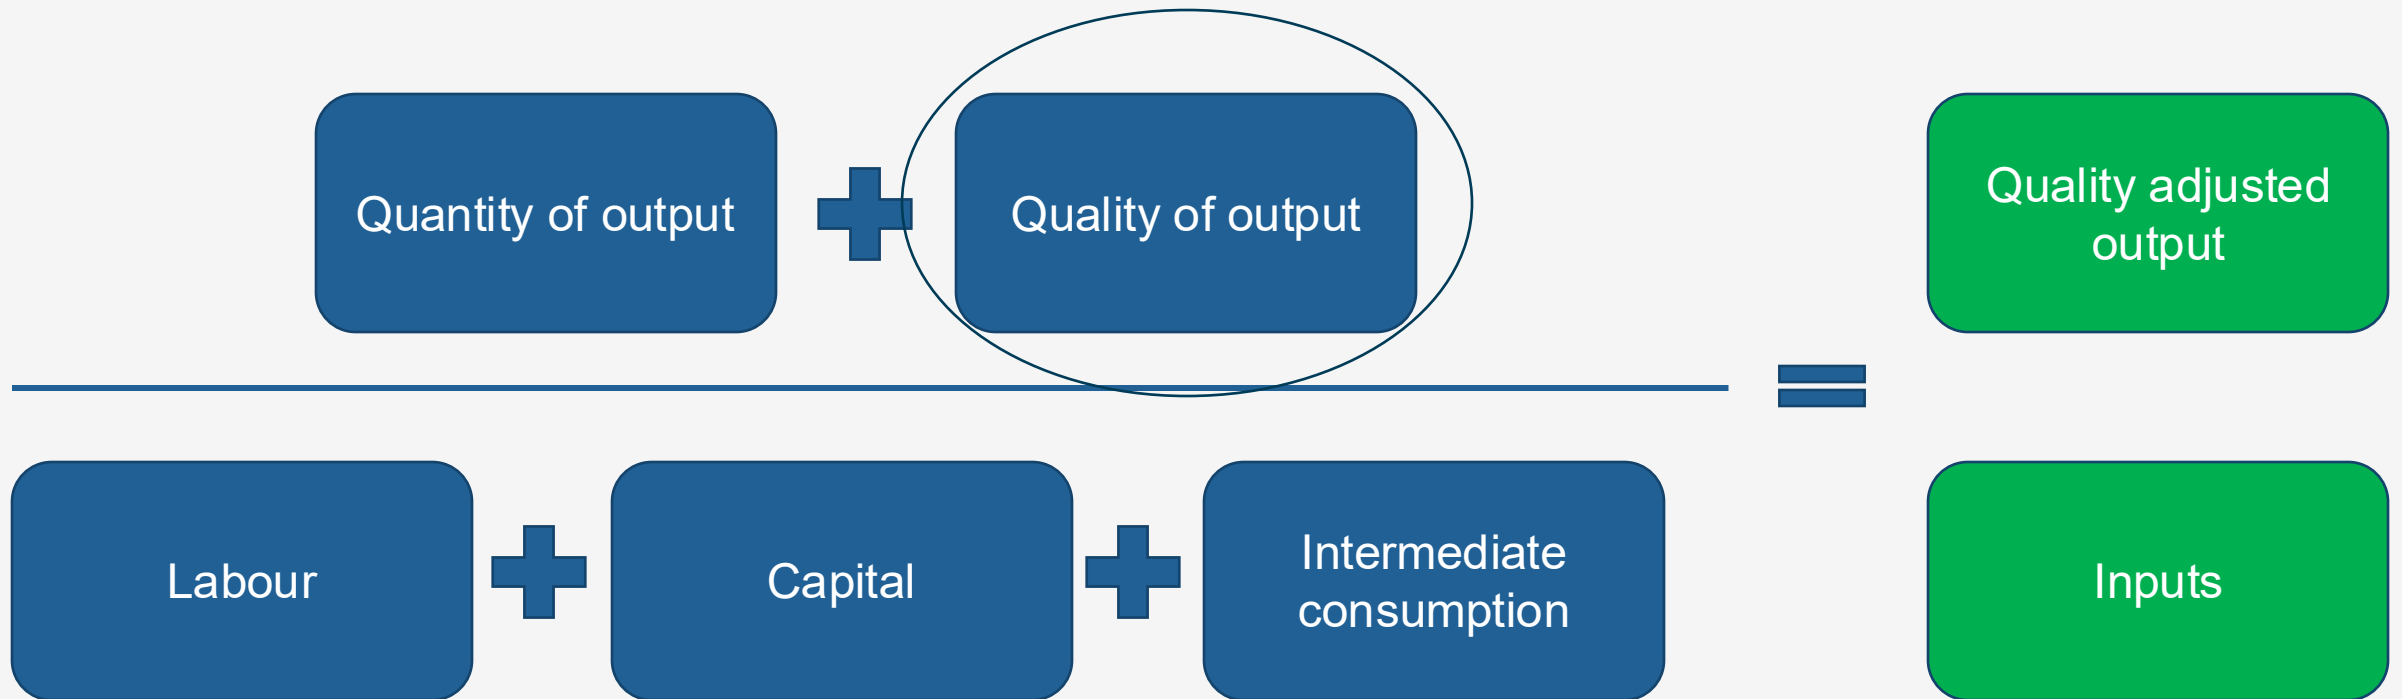 Quantity of output
Quality of output
Quality adjusted
output
Labour
Capital
Intermediate
consumption
Inputs